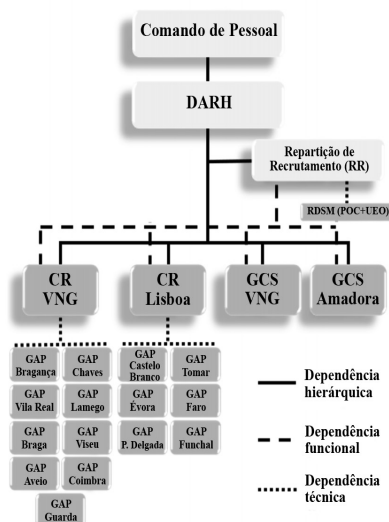 Comando de Pessoal
DARH
Repartição de
Recrutamento (RR)
RDSM (POC+UEO)
CR
VNG
CR
Lisboa
GCS
VNG
GCS
Amadora
GAP
Bragança
GAP
Chaves
GAP
Vila Real
GAP
Lamego
GAP
Braga
GAP
Viseu
GAP
Aveio
GAP
Coimbra
GAP
Guarda
GAP
Castelo
Branco
GAP
Tomar
GAP
Évora
GAP
Faro
GAP
P. Delgada
GAP
Funchal
Dependência
hierárquica
Dependência
funcional
Dependência
técnica